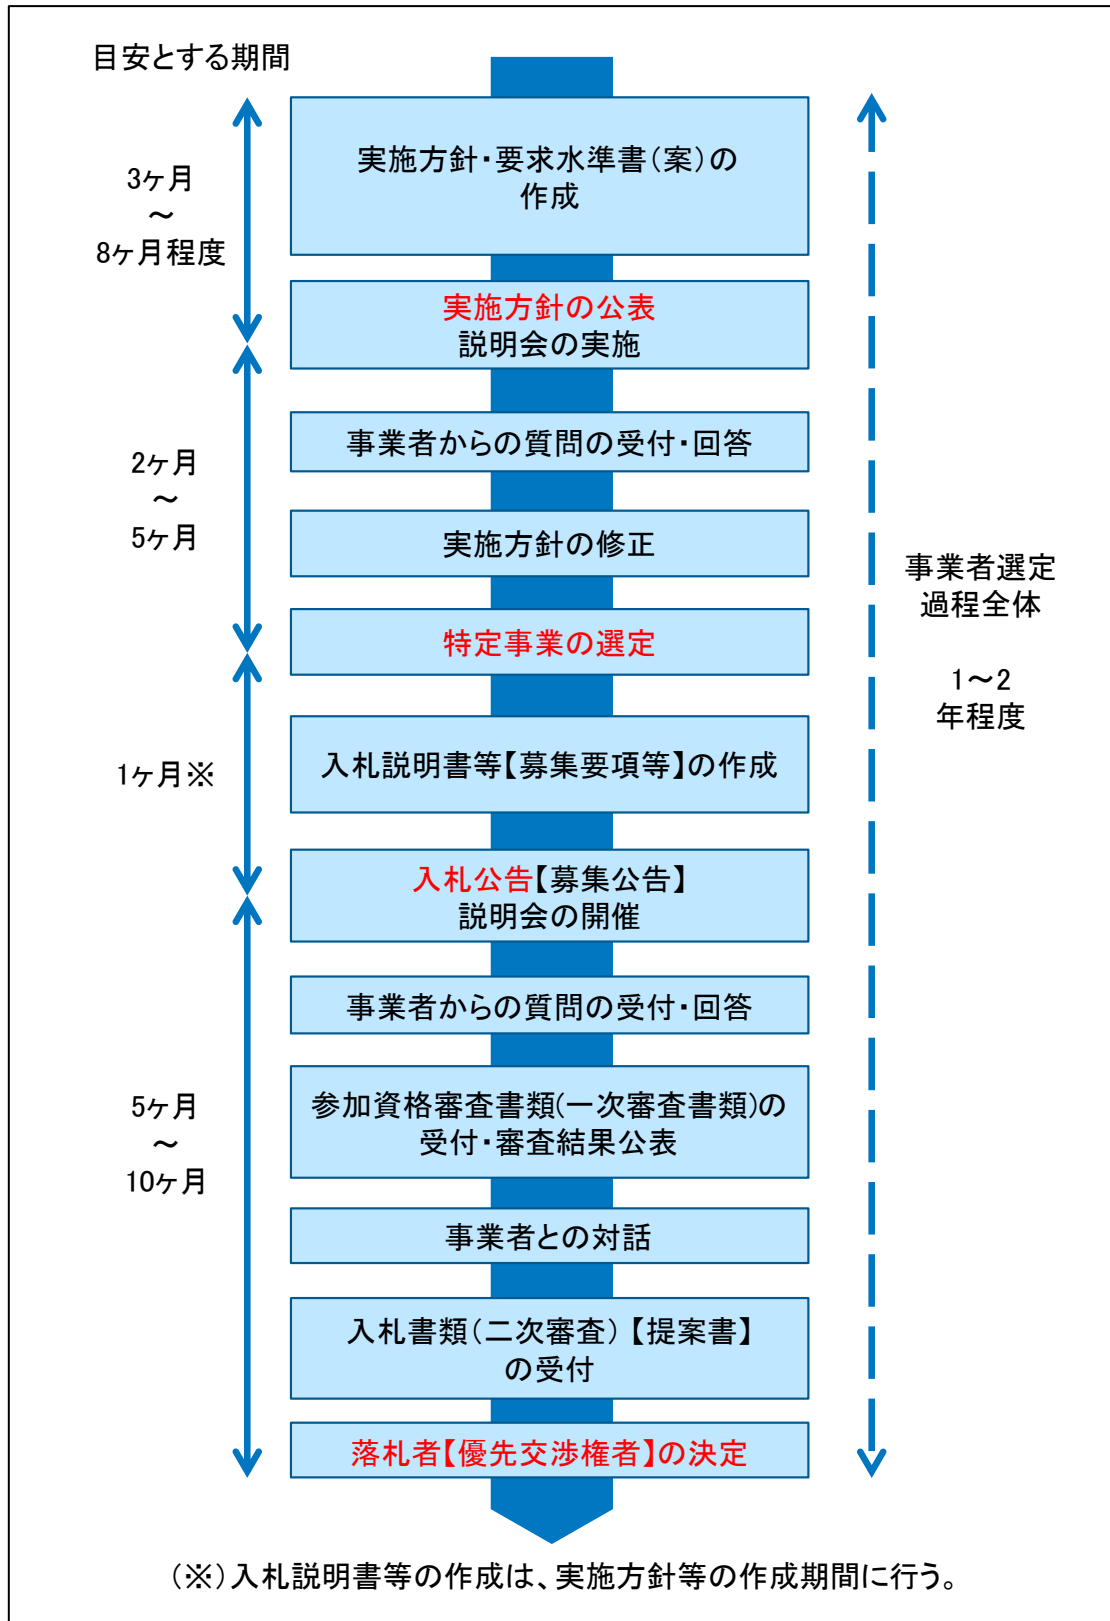 目安とする期間
3ヶ月
～
8ヶ月程度
実施方針・要求水準書（案）の
作成
実施方針の公表
説明会の実施
2ヶ月
～
5ヶ月
事業者からの質問の受付・回答
実施方針の修正
特定事業の選定
事業者選定
過程全体
1～2
年程度
1ヶ月※
入札説明書等【募集要項等】の作成
入札公告【募集公告】
説明会の開催
5ヶ月
～
10ヶ月
事業者からの質問の受付・回答
参加資格審査書類(一次審査書類)の
受付・審査結果公表
事業者との対話
入札書類（二次審査）【提案書】
の受付
落札者【優先交渉権者】の決定
（※）入札説明書等の作成は、実施方針等の作成期間に行う。